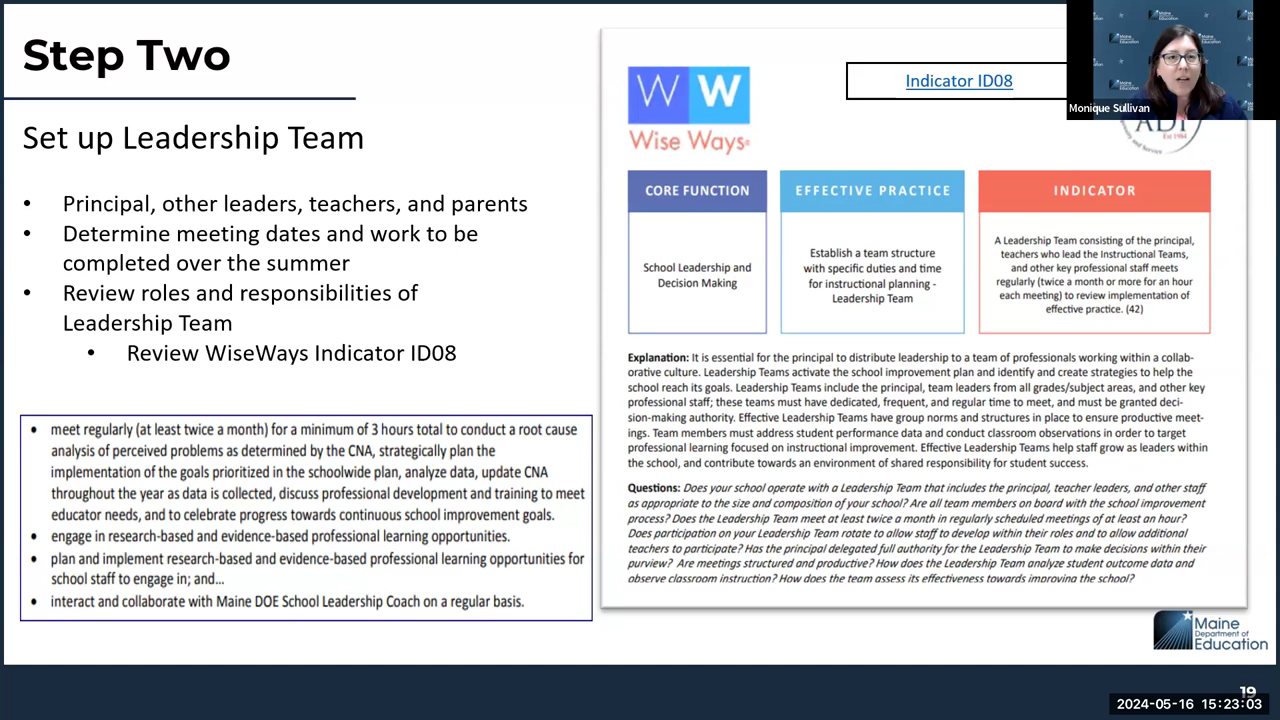 Step Two
Set up Leadership Team
• Principal, other leaders, teachers, and parents
• Determine meeting dates and work to be
completed over the summer
• Review roles and responsibilities of
Leadership Team
• Review WiseWays Indicator ID08
• meet regularly (at least twice a month) for a minimum of 3 hours total to conduct a root cause
analysis of perceived problems as determined by the CNA, strategically plan the
implementation of the goals prioritized in the schoolwide plan, analyze data, update CNA
throughout the year as data is collected, discuss professional development and training to meet
educator needs, and to celebrate progress towards continuous school improvement goals.
• engage in research-based and evidence-based professional learning opportunities.
• plan and implement research-based and evidence-based professional learning opportunities for
school staff to engage in; and...
• interact and collaborate with Maine DOE School Leadership Coach on a regular basis.
W W
Wise Ways®
Indicator ID08
ADI
Est 1984
Monique Sullivan
CORE FUNCTION
School Leadership and
Decision Making
EFFECTIVE PRACTICE
Establish a team structure
with specific duties and time
for instructional planning -
Leadership Team
INDICATOR
A Leadership Team consisting of the principal,
teachers who lead the Instructional Teams,
and other key professional staff meets
regularly (twice a month or more for an hour
each meeting) to review implementation of
effective practice. (42)
Explanation: It is essential for the principal to distribute leadership to a team of professionals working within a collab-
orative culture. Leadership Teams activate the school improvement plan and identify and create strategies to help the
school reach its goals. Leadership Teams include the principal, team leaders from all grades/subject areas, and other key
professional staff; these teams must have dedicated, frequent, and regular time to meet, and must be granted deci-
sion-making authority. Effective Leadership Teams have group norms and structures in place to ensure productive meet-
ings. Team members must address student performance data and conduct classroom observations in order to target
professional learning focused on instructional improvement. Effective Leadership Teams help staff grow as leaders within
the school, and contribute towards an environment of shared responsibility for student success.
Questions: Does your school operate with a Leadership Team that includes the principal, teacher leaders, and other staff
as appropriate to the size and composition of your school? Are all team members on board with the school improvement
process? Does the Leadership Team meet at least twice a month in regularly scheduled meetings of at least an hour?
Does participation on your Leadership Team rotate to allow staff to develop within their roles and to allow additional
teachers to participate? Has the principal delegated full authority for the Leadership Team to make decisions within their
purview? Are meetings structured and productive? How does the Leadership Team analyze student outcome data and
observe classroom instruction? How does the team assess its effectiveness towards improving the school?
Maine
Department of
Education
19
2024-05-16 15:23:03